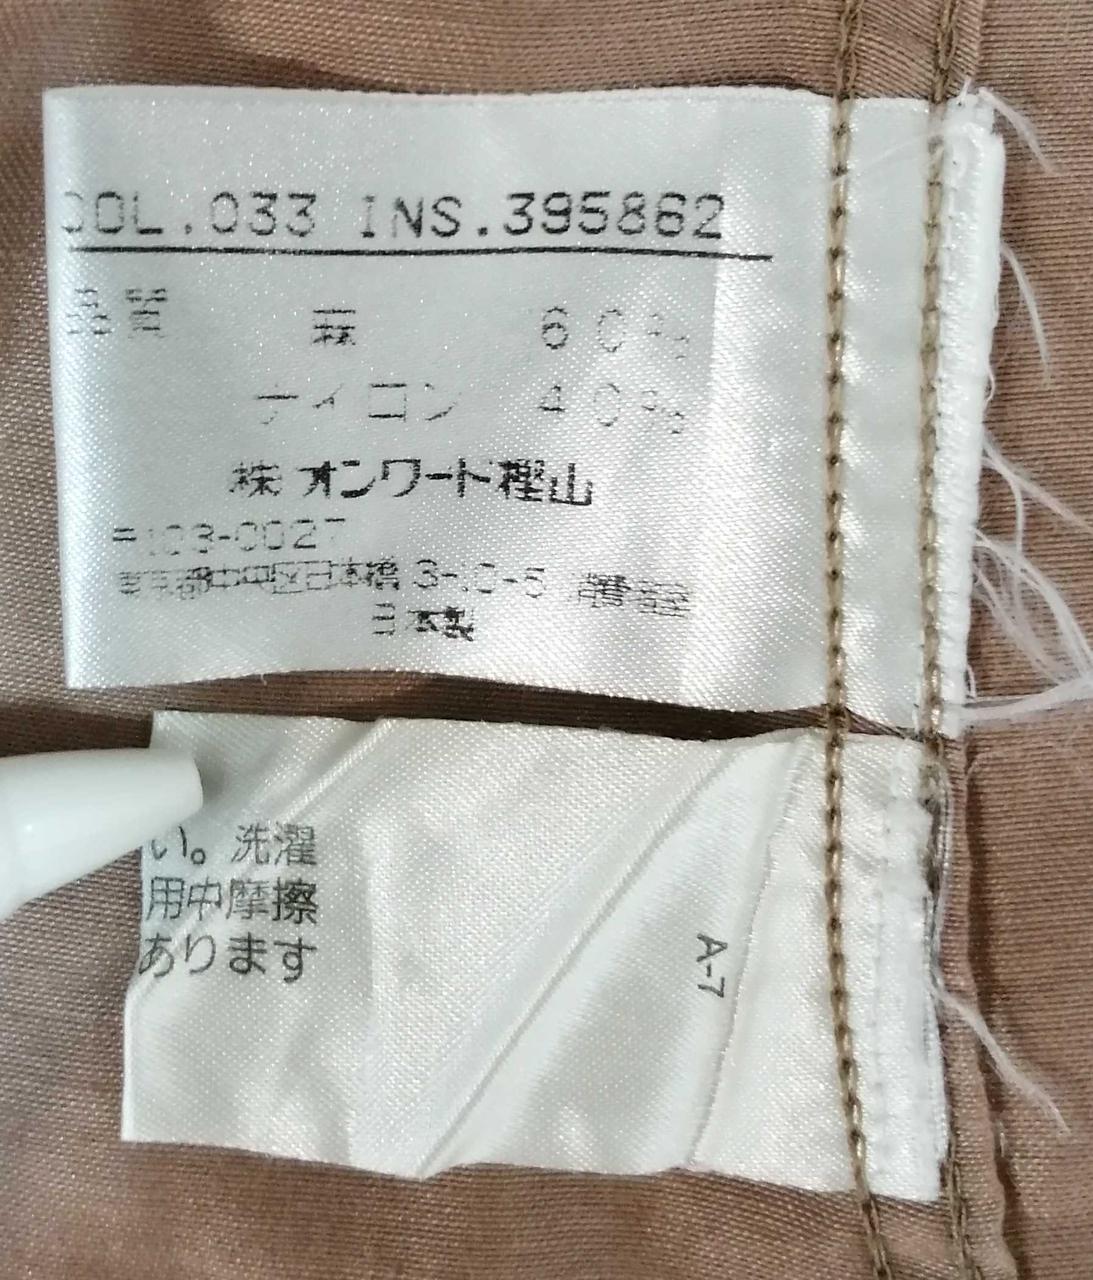 COL.033 INS.395862
品質 麻 60%
ナイロン 40%
株 オンワード樫山
〒103-0027
東京都中央区日本橋3-10-5
日本製
い。洗濯
用中摩擦
あります
A-7